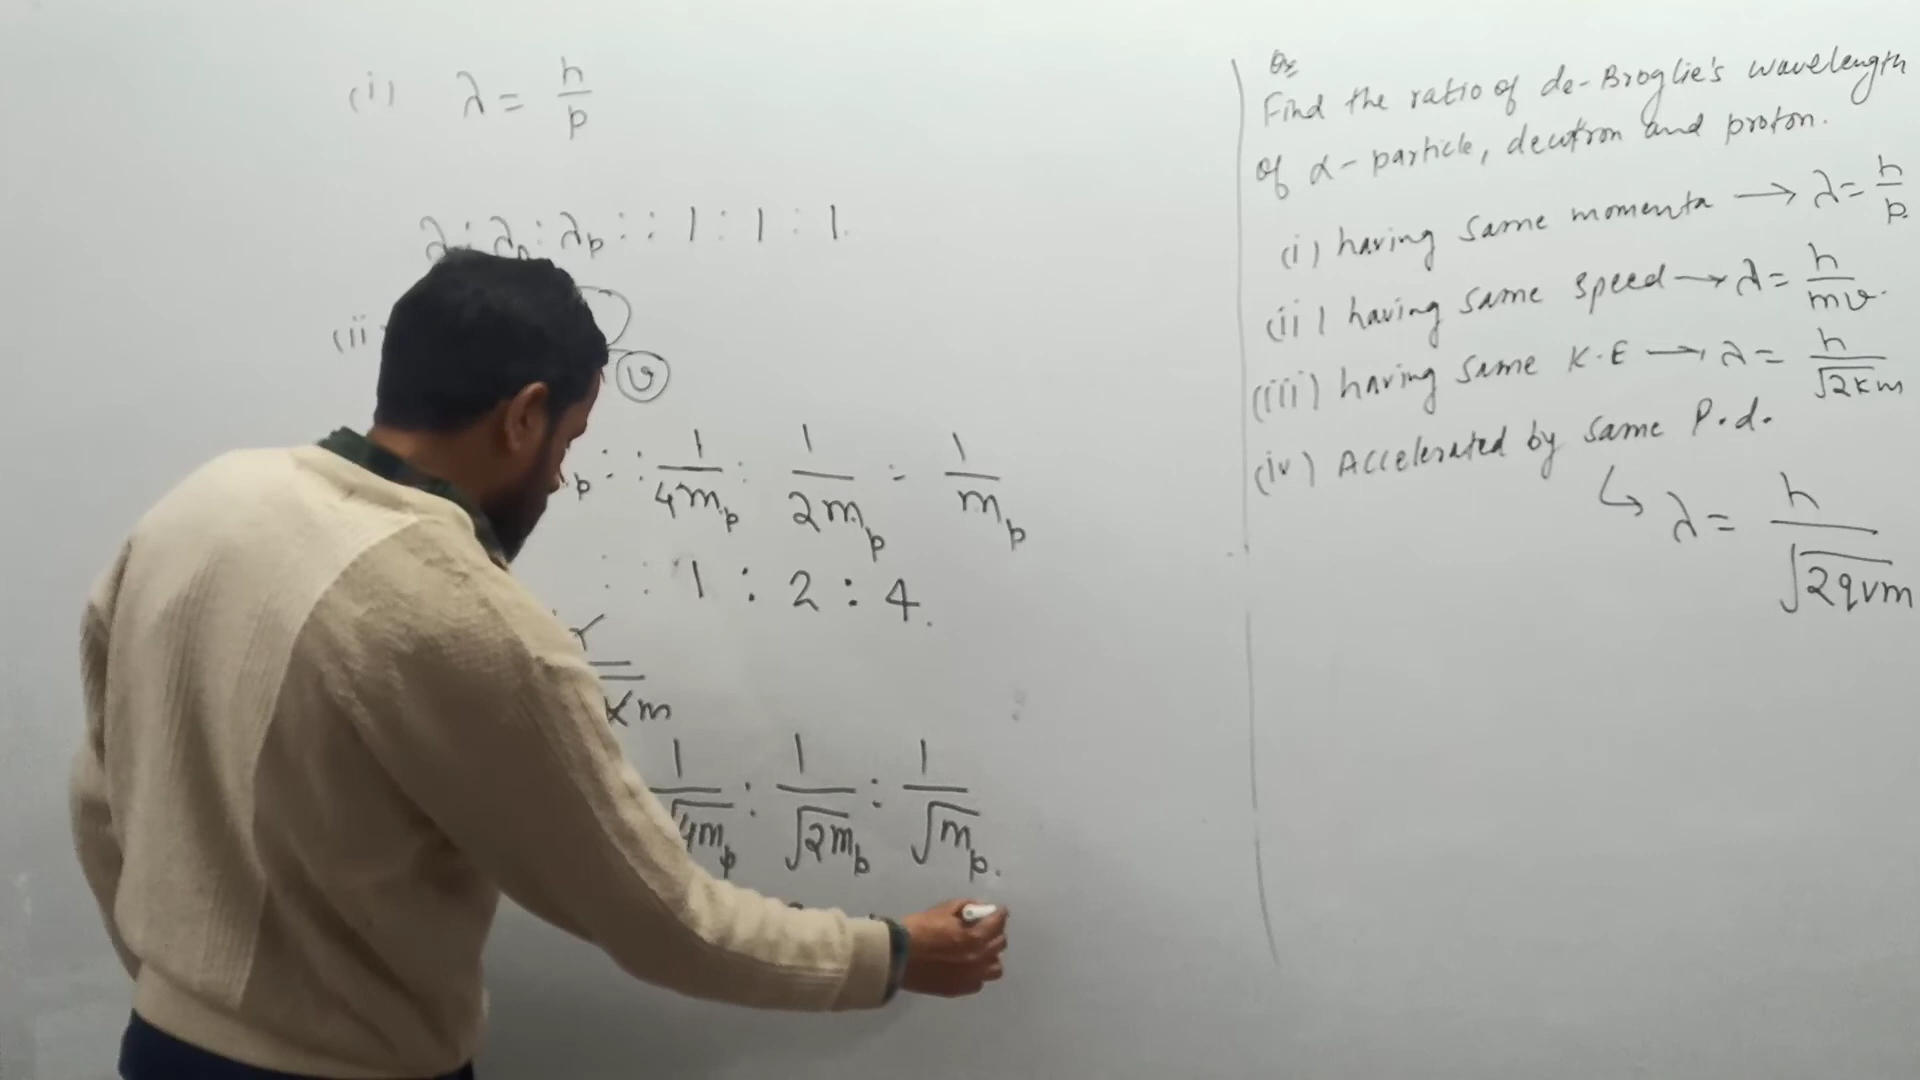 (i) λ = h/p
λ : λD : λp : : 1 : 1 : 1.
(ii
v
p : : 1/4mp : 1/2mp = 1/mp
: : 1 : 2 : 4.
Km
1/√4mp : 1/√2mp : 1/√mp.
Qs
Find the ratio of de-Broglie's wavelength
of α-particle, deutron and proton.
(i) having same momenta → λ = h/p
(ii) having same speed → λ = h/mv.
(iii) having same K.E → λ = h/√2Km
(iv) Accelerated by same P.d.
↳ λ = h/√2qvm